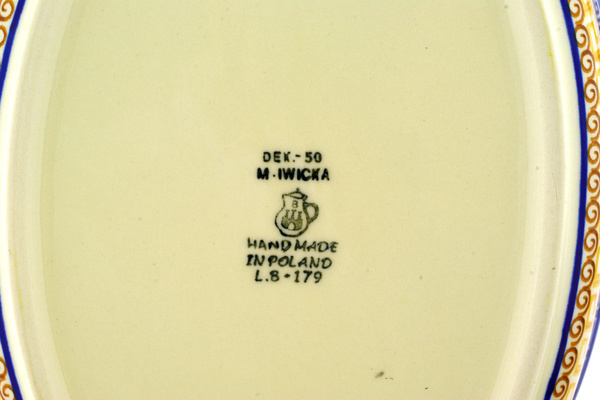 DEK.-50
M.IWICKA
B
HAND MADE
IN POLAND
L.B-179